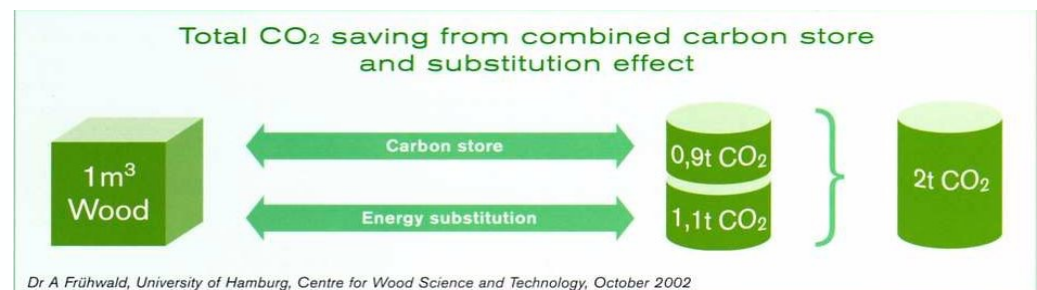 Total CO₂ saving from combined carbon store
and substitution effect
1m³
Wood
Carbon store
Energy substitution
0,9t CO₂
1,1t CO₂
2t CO₂
Dr A Frühwald, University of Hamburg, Centre for Wood Science and Technology, October 2002